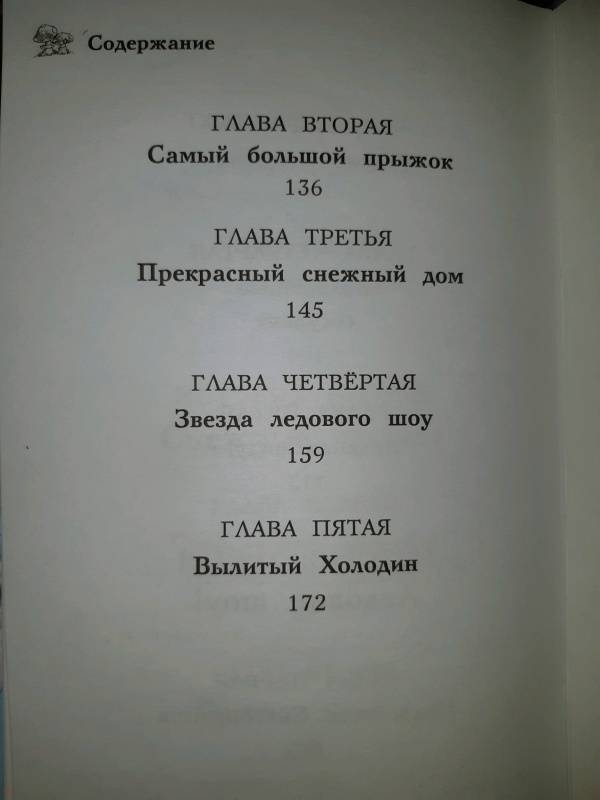 Содержание
ГЛАВА ВТОРАЯ
Самый большой прыжок
136
ГЛАВА ТРЕТЬЯ
Прекрасный снежный дом
145
ГЛАВА ЧЕТВЁРТАЯ
Звезда ледового шоу
159
ГЛАВА ПЯТАЯ
Вылитый Холодин
172